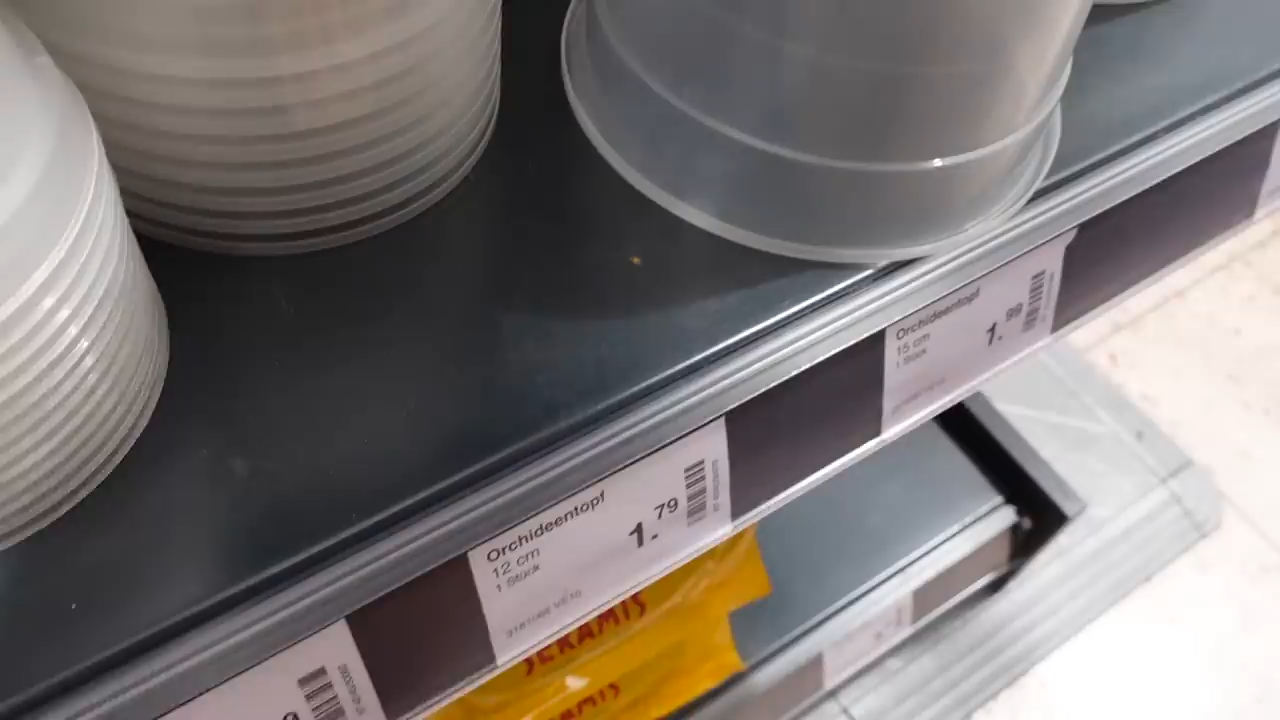 Orchideentopf
15 cm
1 Stück
1.99
Orchideentopf
12 cm
1 Stück
1.79
SERAMIS